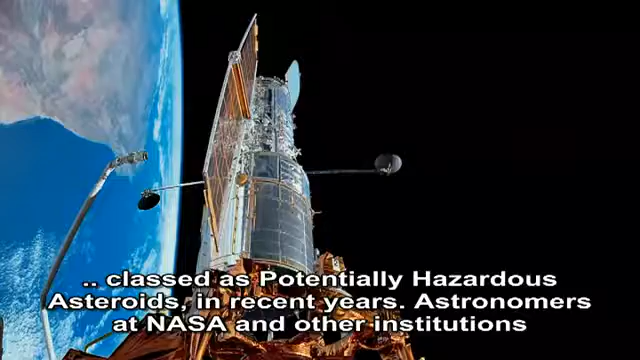 .. classed as Potentially Hazardous
Asteroids, in recent years. Astronomers
at NASA and other institutions